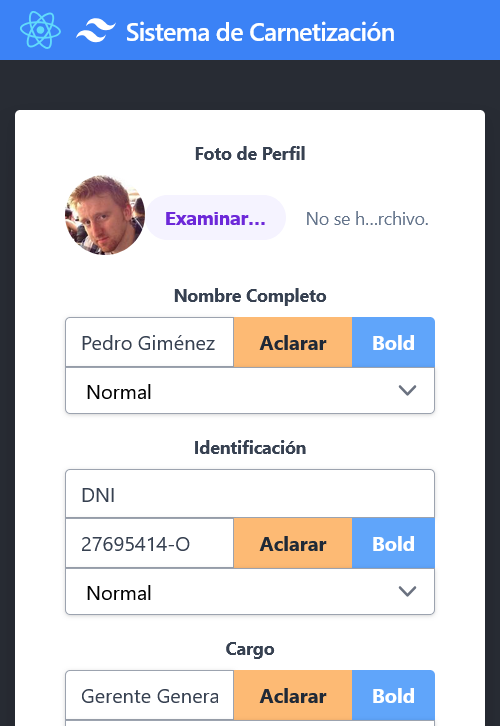 Sistema de Carnetización
Foto de Perfil
Examinar... No se h...rchivo.
Nombre Completo
Pedro Giménez Aclarar Bold
Normal
Identificación
DNI
27695414-O Aclarar Bold
Normal
Cargo
Gerente Genera Aclarar Bold